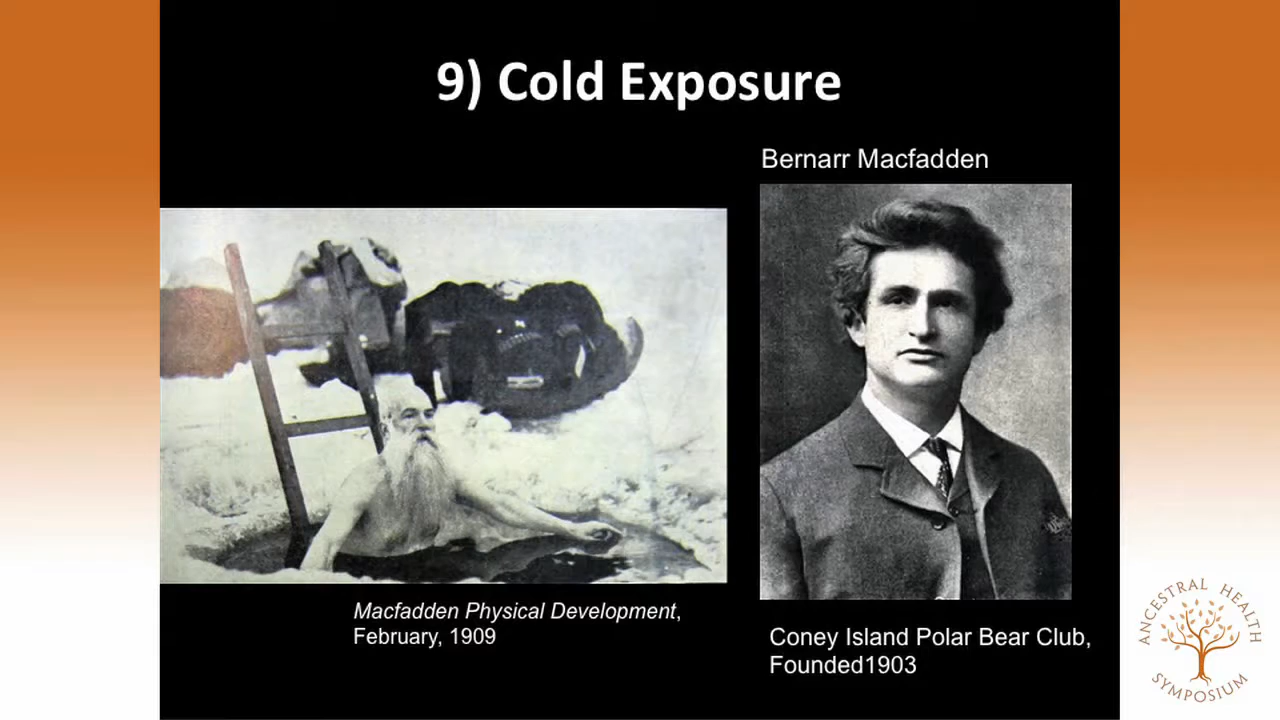 9) Cold Exposure
Bernarr Macfadden
Macfadden Physical Development,
February, 1909
Coney Island Polar Bear Club,
Founded1903
ANCESTRAL HEALTH
SYMPOSIUM